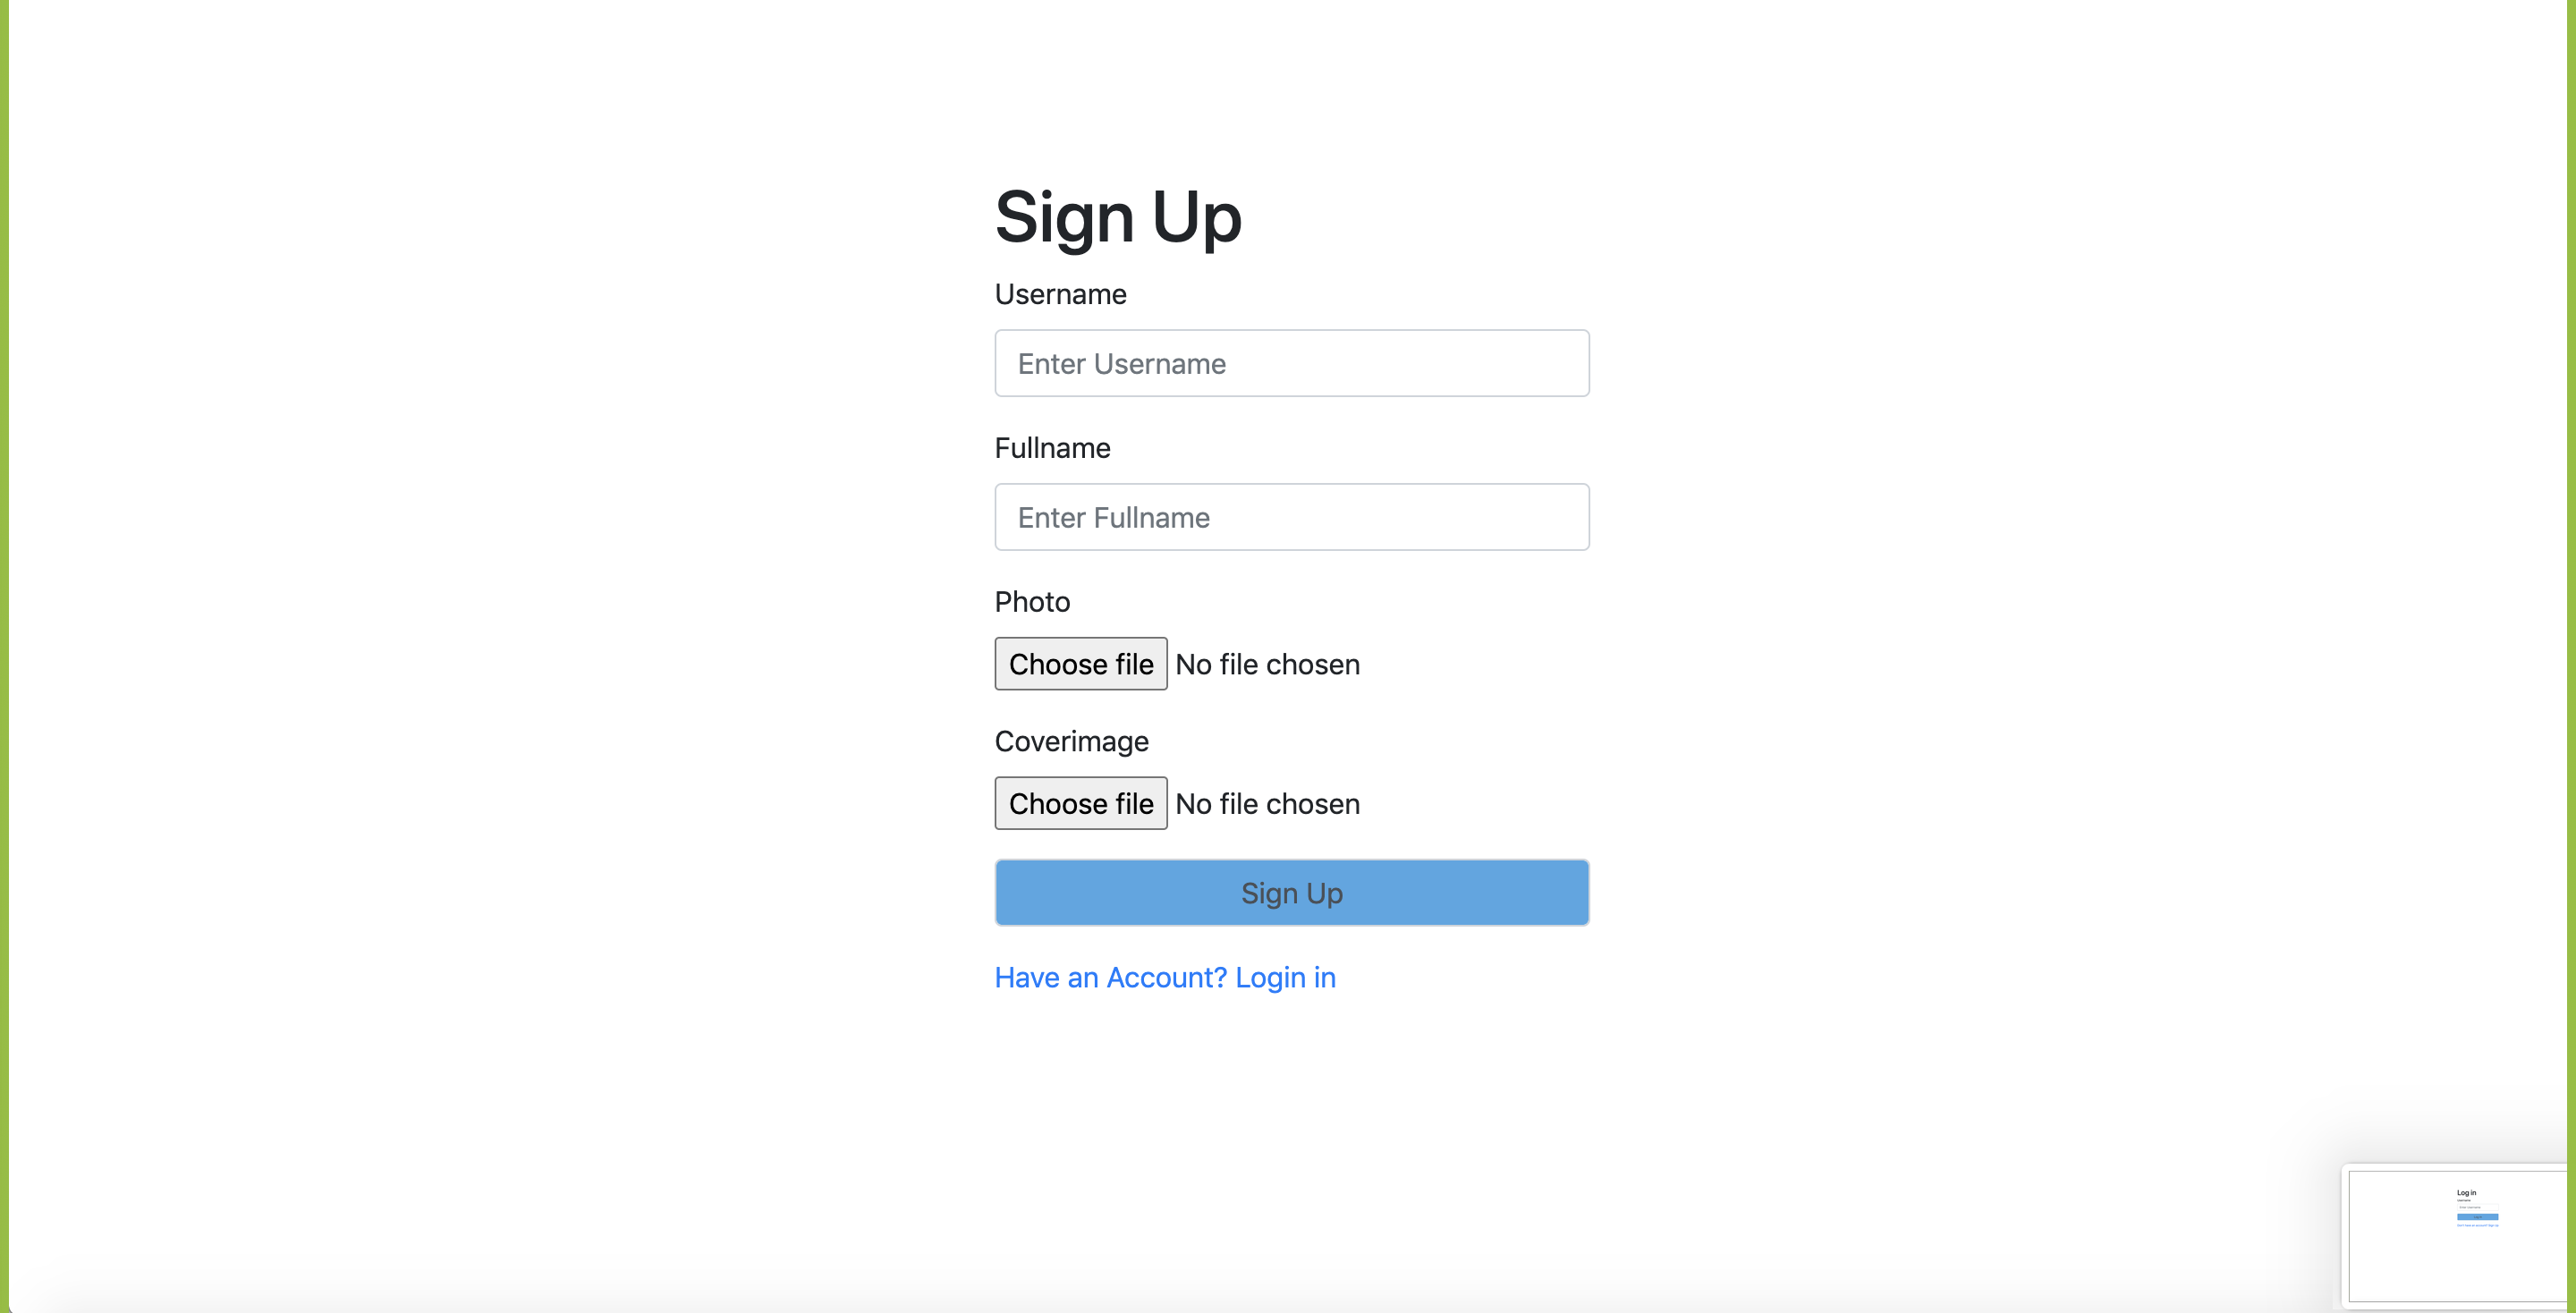 Sign Up
Username
Enter Username
Fullname
Enter Fullname
Photo
Choose file No file chosen
Coverimage
Choose file No file chosen
Sign Up
Have an Account? Login in
Log in